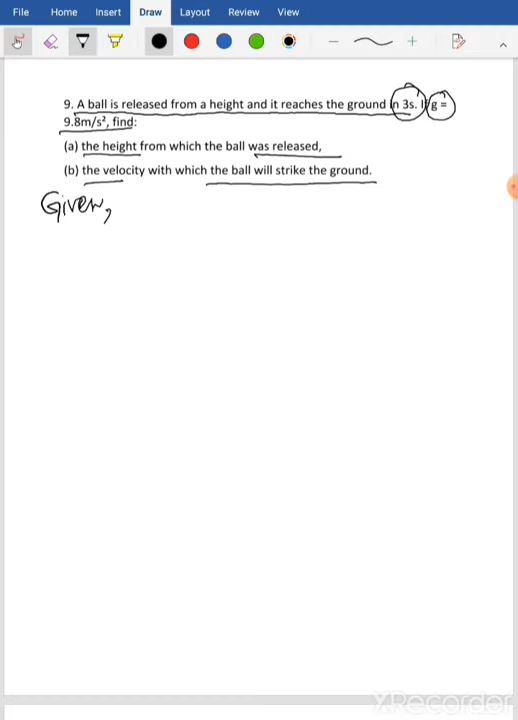 File Home Insert Draw Layout Review View
9. A ball is released from a height and it reaches the ground in 3s. If g =
9.8m/s², find:
(a) the height from which the ball was released,
(b) the velocity with which the ball will strike the ground.
Given,
XRecorder